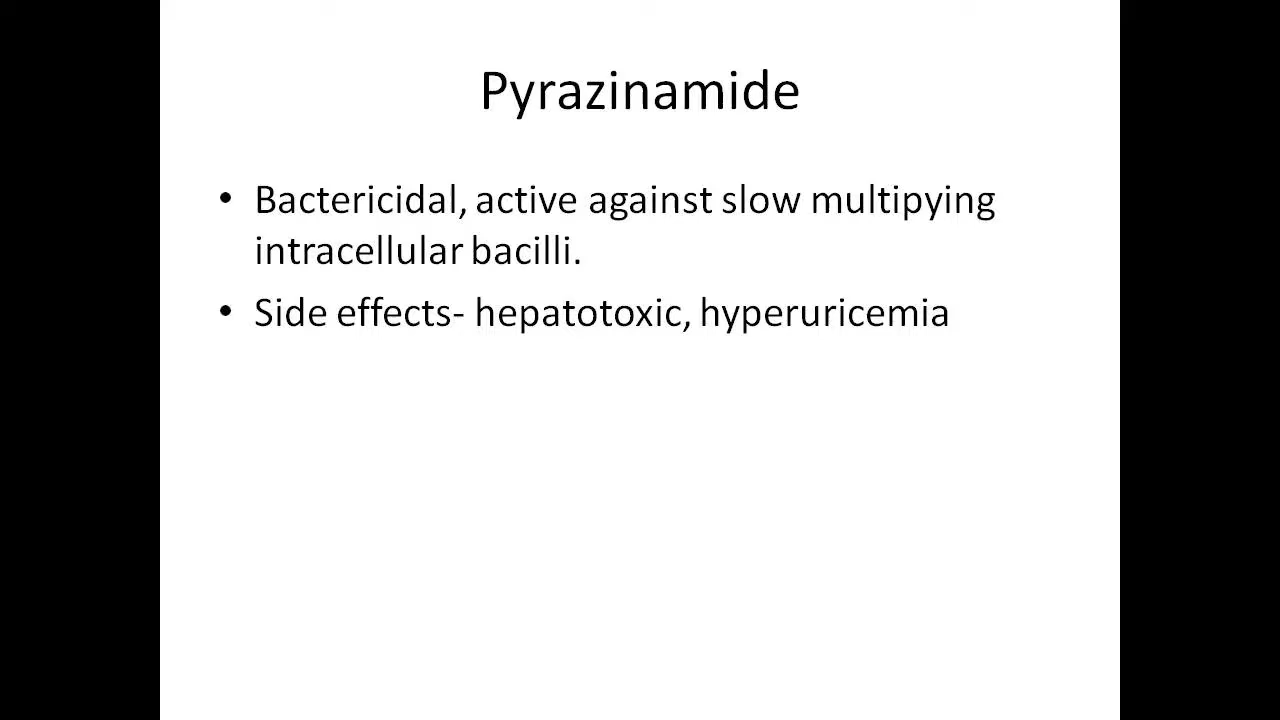 Pyrazinamide
• Bactericidal, active against slow multipying
intracellular bacilli.
• Side effects- hepatotoxic, hyperuricemia